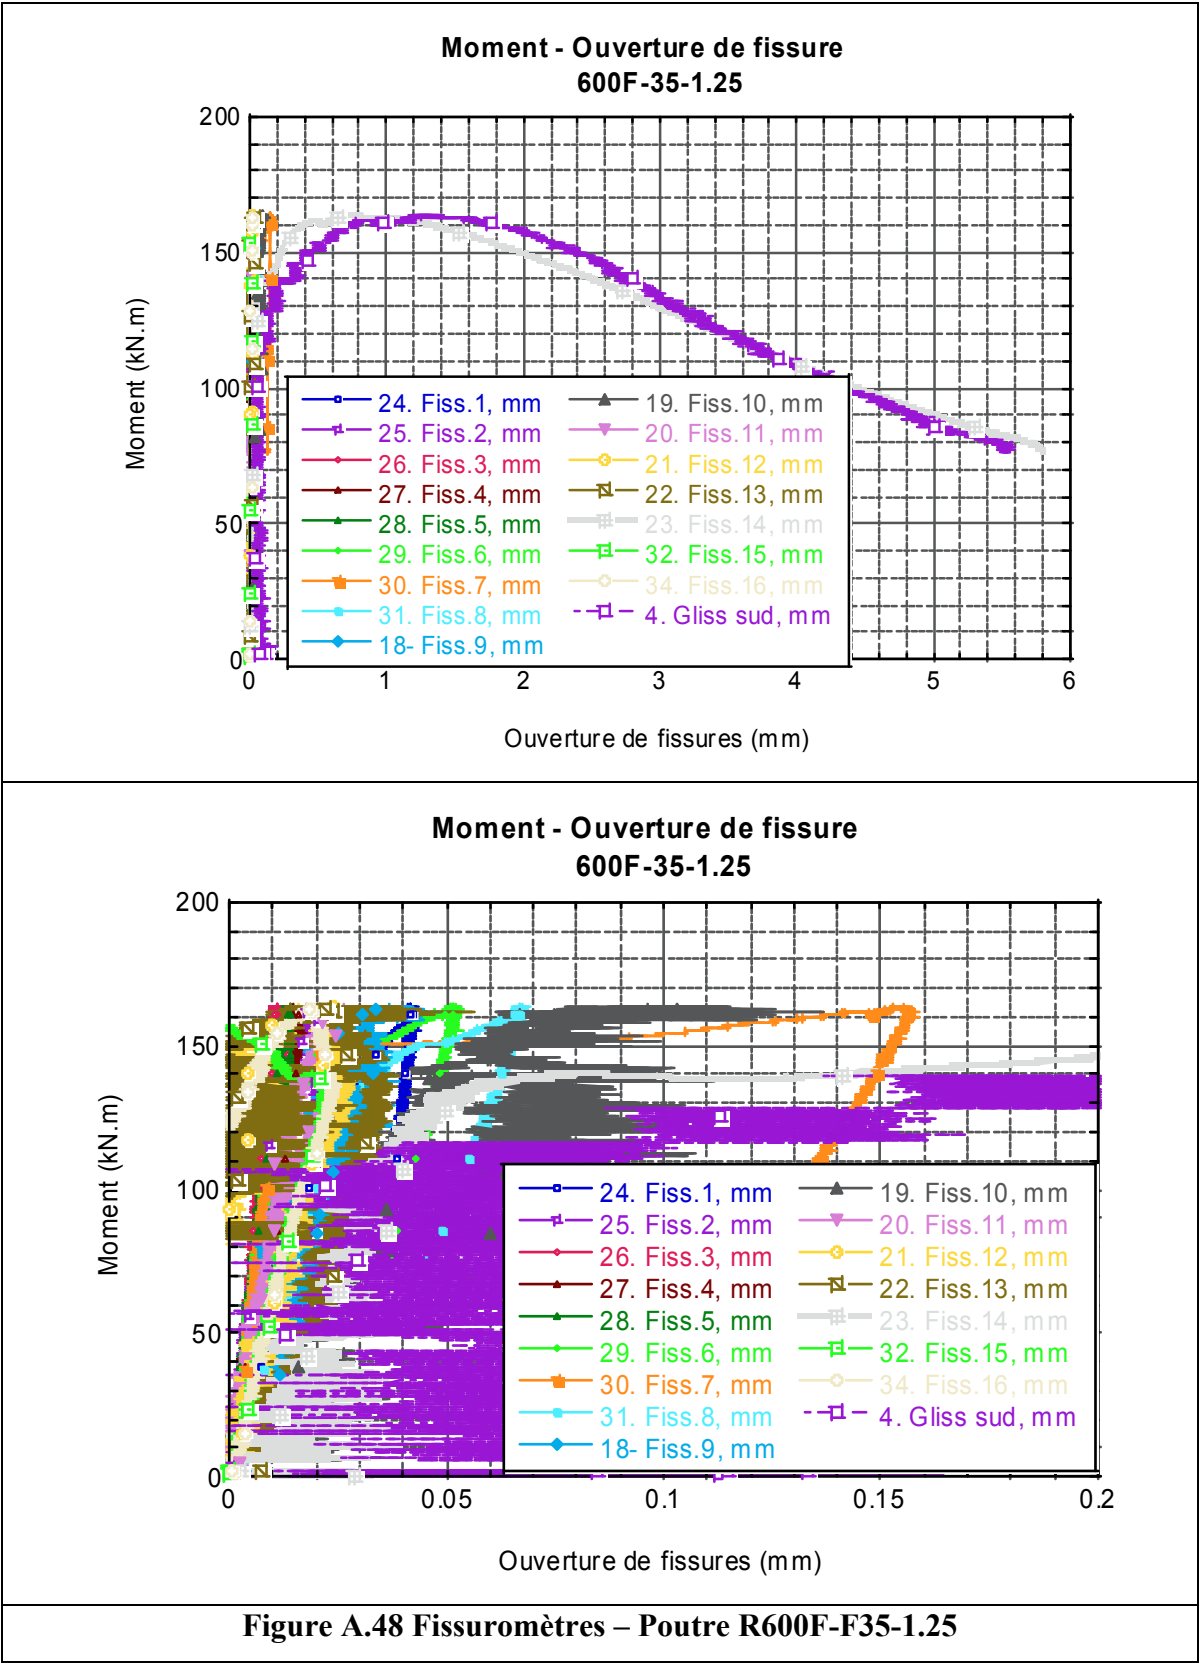 Moment - Ouverture de fissure
600F-35-1.25
200
150
100
50
0
Moment (kN.m)
24. Fiss.1, mm
25. Fiss.2, mm
26. Fiss.3, mm
27. Fiss.4, mm
28. Fiss.5, mm
29. Fiss.6, mm
30. Fiss.7, mm
31. Fiss.8, mm
18- Fiss.9, mm
19. Fiss.10, mm
20. Fiss.11, mm
21. Fiss.12, mm
22. Fiss.13, mm
23. Fiss.14, mm
32. Fiss.15, mm
34. Fiss.16, mm
4. Gliss sud, mm
0 1 2 3 4 5 6
Ouverture de fissures (mm)
Moment - Ouverture de fissure
600F-35-1.25
200
150
100
50
0
Moment (kN.m)
24. Fiss.1, mm
25. Fiss.2, mm
26. Fiss.3, mm
27. Fiss.4, mm
28. Fiss.5, mm
29. Fiss.6, mm
30. Fiss.7, mm
31. Fiss.8, mm
18- Fiss.9, mm
19. Fiss.10, mm
20. Fiss.11, mm
21. Fiss.12, mm
22. Fiss.13, mm
23. Fiss.14, mm
32. Fiss.15, mm
34. Fiss.16, mm
4. Gliss sud, mm
0 0.05 0.1 0.15 0.2
Ouverture de fissures (mm)
Figure A.48 Fissuromètres – Poutre R600F-F35-1.25